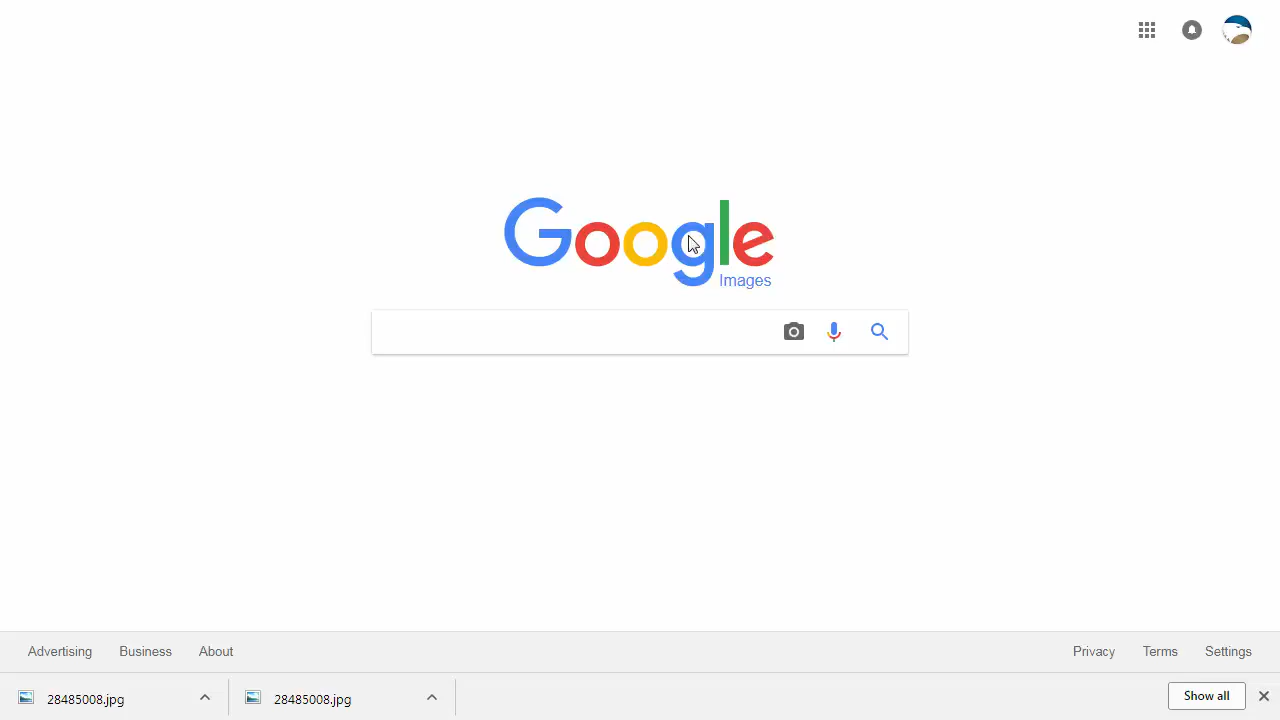 Google
Images
Advertising Business About Privacy Terms Settings
28485008.jpg 28485008.jpg Show all